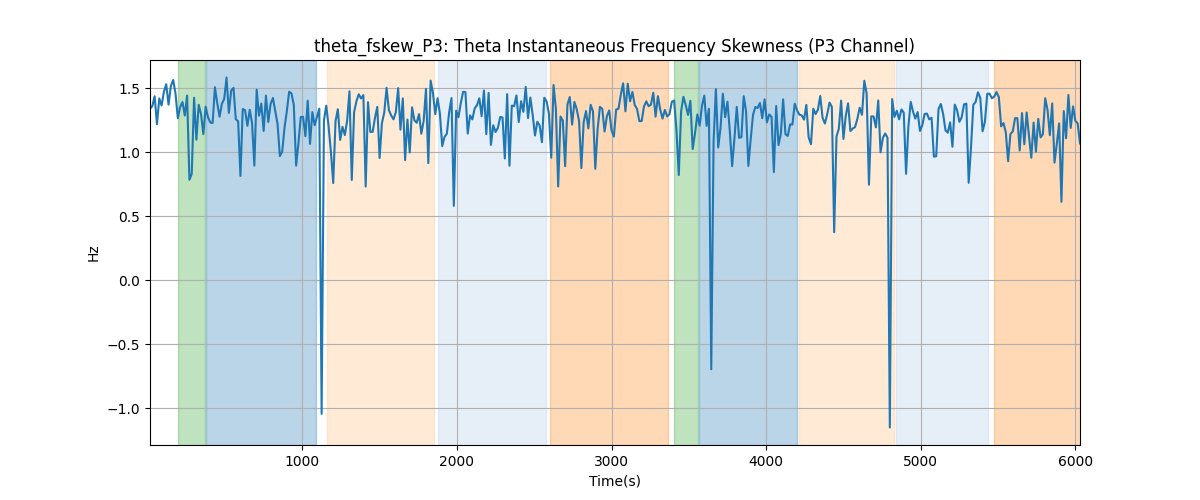 theta_fskew_P3: Theta Instantaneous Frequency Skewness (P3 Channel)
1.5
1.0
0.5
0.0
−0.5
−1.0
Hz
1000 2000 3000 4000 5000 6000
Time(s)